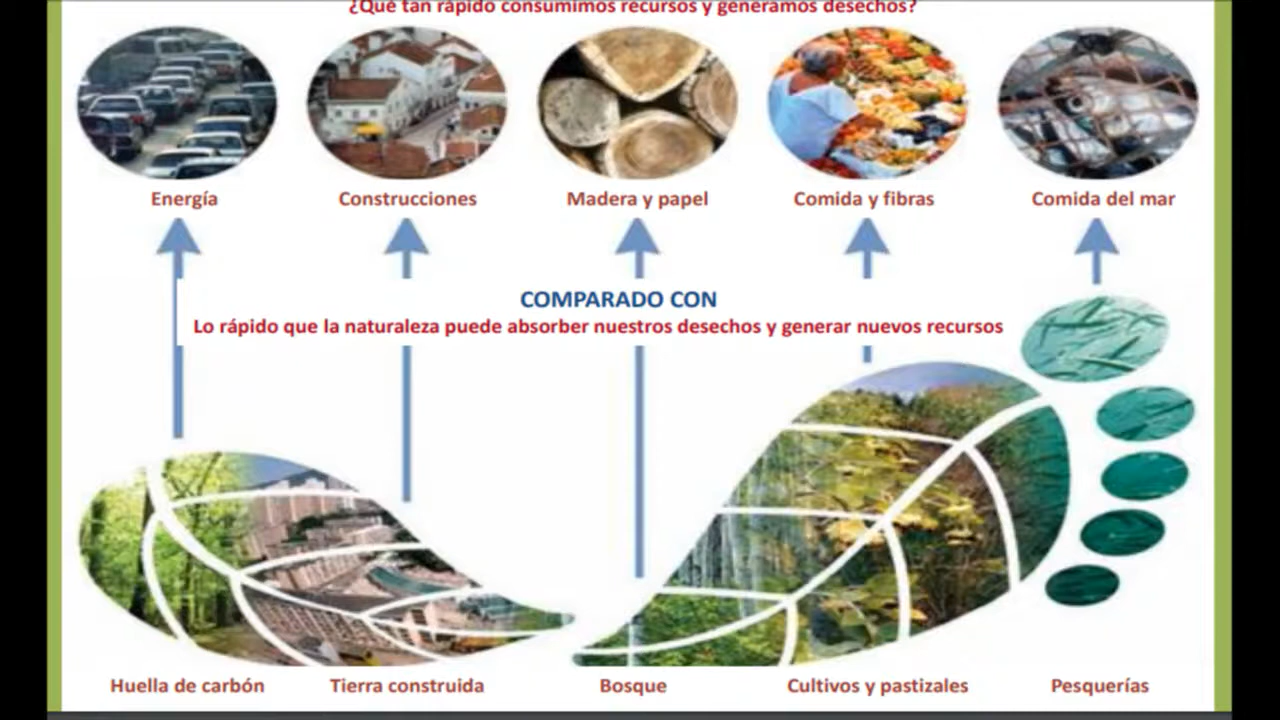 ¿Qué tan rápido consumimos recursos y generamos desechos?
Energía
Construcciones
Madera y papel
Comida y fibras
Comida del mar
COMPARADO CON
Lo rápido que la naturaleza puede absorber nuestros desechos y generar nuevos recursos
Huella de carbón
Tierra construida
Bosque
Cultivos y pastizales
Pesquerías